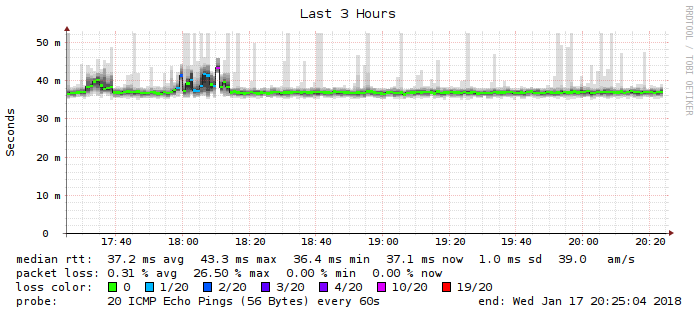 Last 3 Hours
RRDTOOL / TOBI OETIKER
Seconds
50 m
40 m
30 m
20 m
10 m
0
17:40 18:00 18:20 18:40 19:00 19:20 19:40 20:00 20:20
median rtt: 37.2 ms avg 43.3 ms max 36.4 ms min 37.1 ms now 1.0 ms sd 39.0 am/s
packet loss: 0.31 % avg 26.50 % max 0.00 % min 0.00 % now
loss color: 0 1/20 2/20 3/20 4/20 10/20 19/20
probe: 20 ICMP Echo Pings (56 Bytes) every 60s end: Wed Jan 17 20:25:04 2018